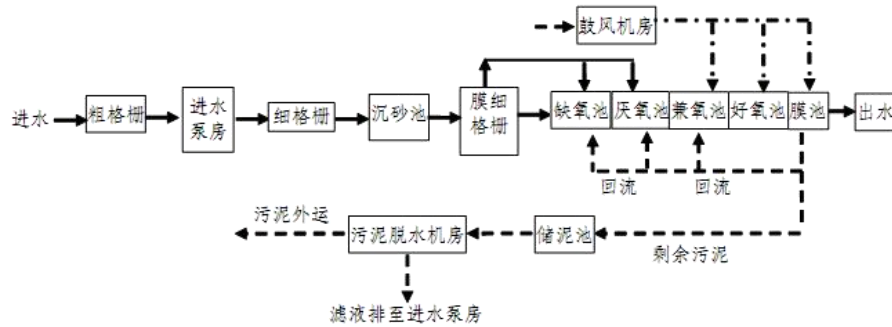 鼓风机房
进水
粗格栅
进水
泵房
细格栅
沉砂池
膜细
格栅
缺氧池
厌氧池
兼氧池
好氧池
膜池
出水
回流
回流
污泥外运
污泥脱水机房
储泥池
剩余污泥
滤液排至进水泵房